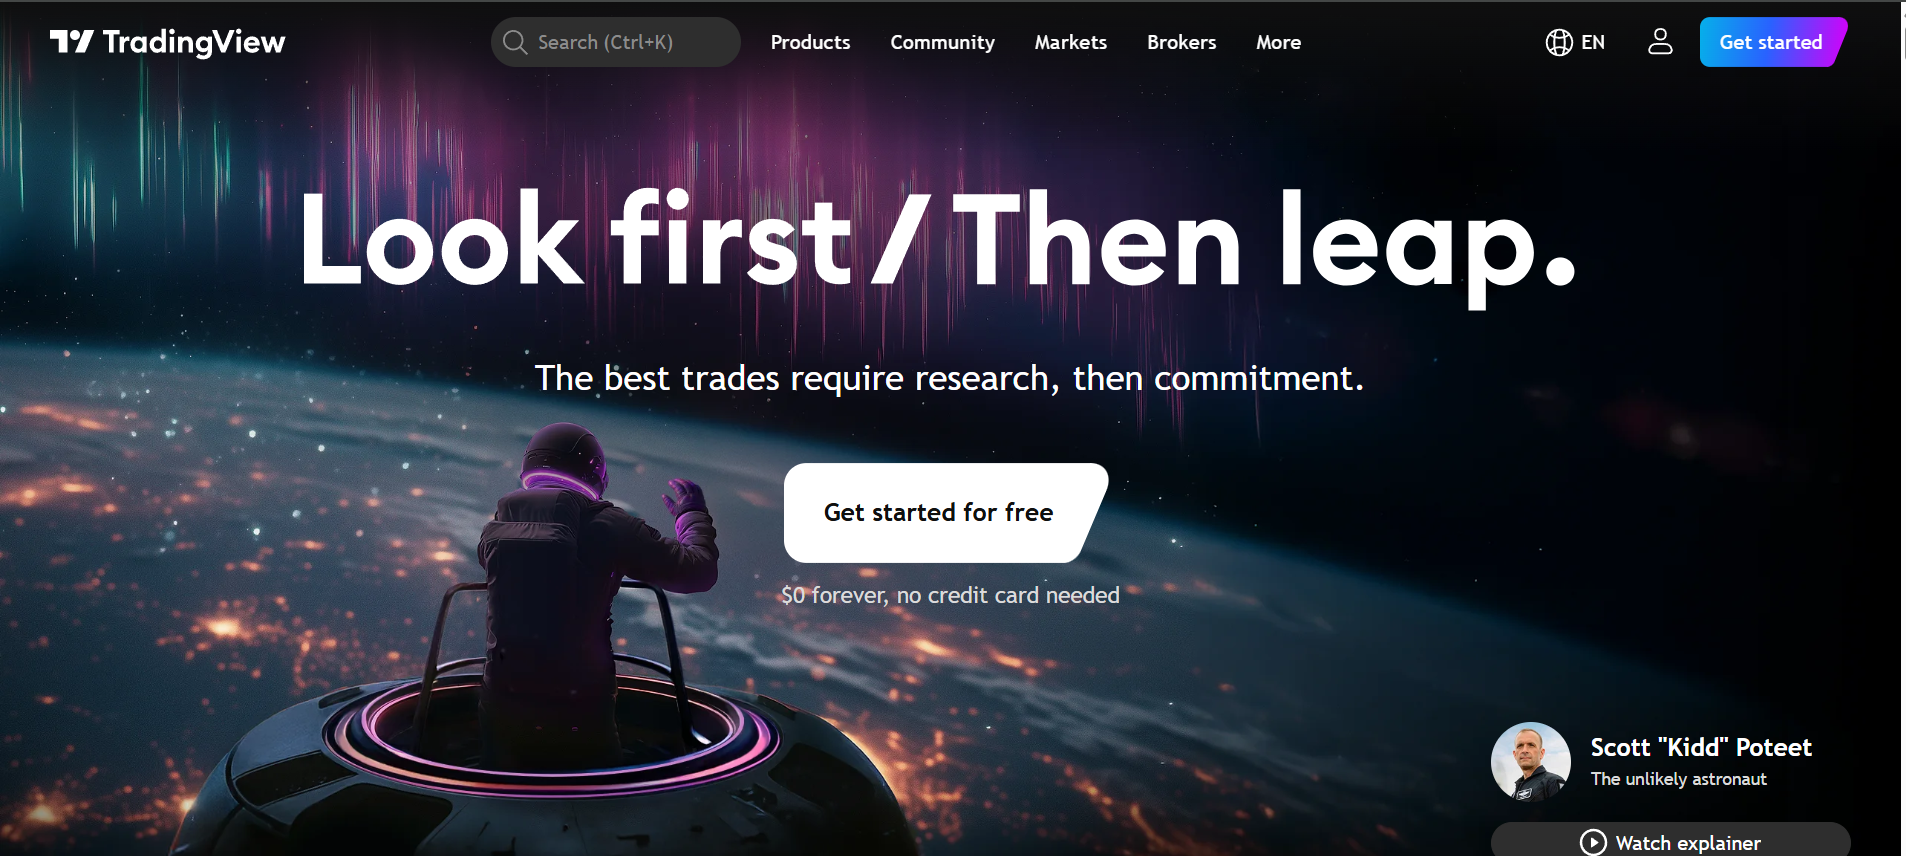 TradingView
Search (Ctrl+K)
Products
Community
Markets
Brokers
More
EN
Get started
Look first / Then leap.
The best trades require research, then commitment.
Get started for free
$0 forever, no credit card needed
Scott "Kidd" Poteet
The unlikely astronaut
Watch explainer